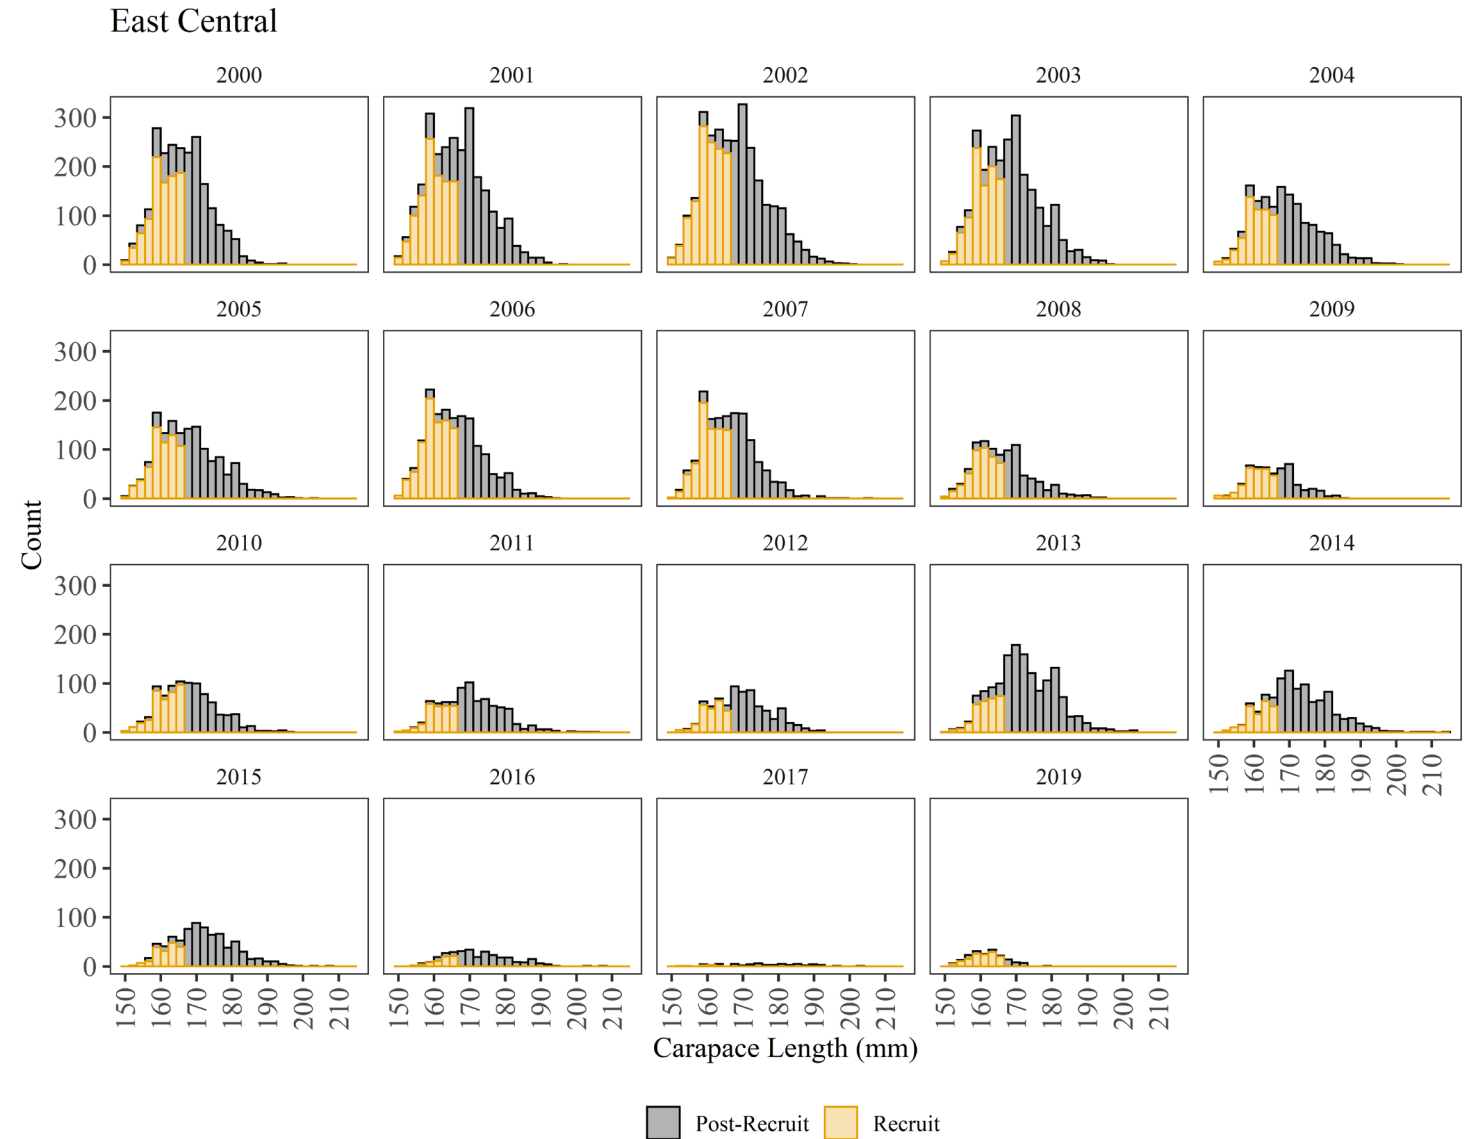 East Central
2000 2001 2002 2003 2004
300
200
100
0
2005 2006 2007 2008 2009
300
200
100
0
2010 2011 2012 2013 2014
300
200
100
0
150 160 170 180 190 200 210
2015 2016 2017 2019
300
200
100
0
150 160 170 180 190 200 210 150 160 170 180 190 200 210 150 160 170 180 190 200 210 150 160 170 180 190 200 210
Count
Carapace Length (mm)
Post-Recruit Recruit